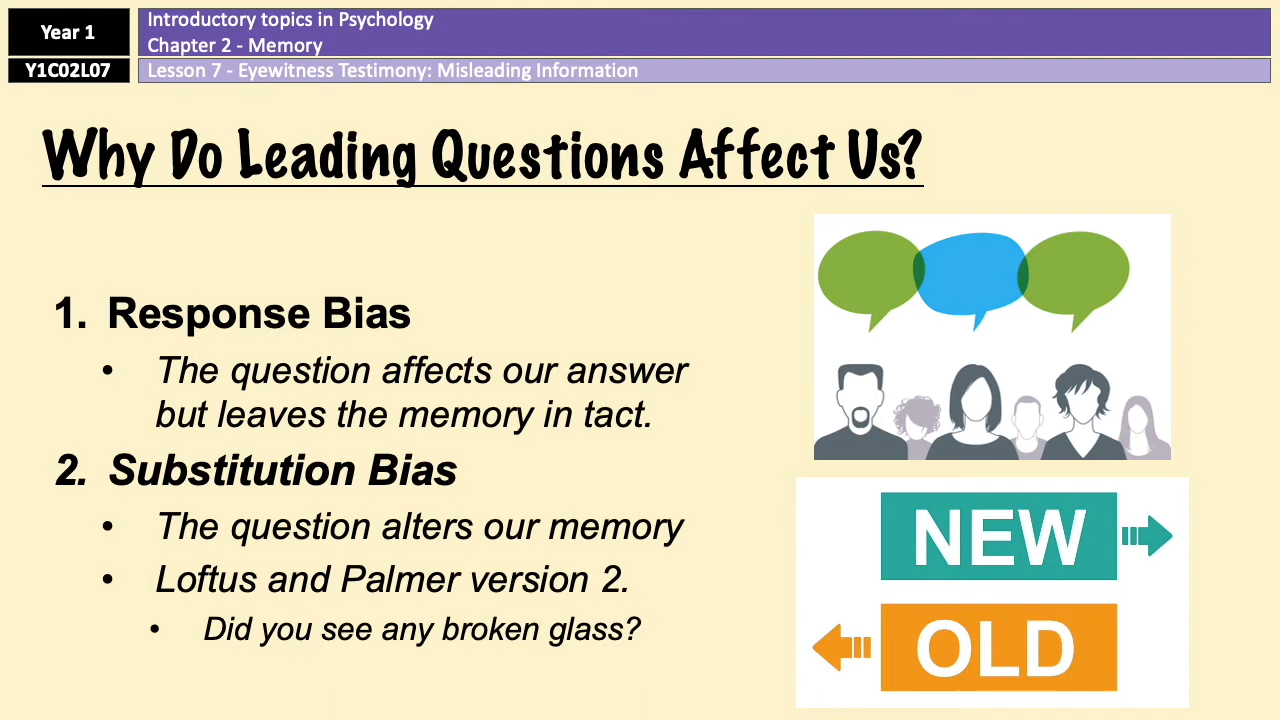 Year 1
Introductory topics in Psychology
Chapter 2 - Memory
Y1C02L07
Lesson 7 - Eyewitness Testimony: Misleading Information
Why Do Leading Questions Affect Us?
1. Response Bias
• The question affects our answer
but leaves the memory in tact.
2. Substitution Bias
• The question alters our memory
• Loftus and Palmer version 2.
• Did you see any broken glass?
NEW
OLD